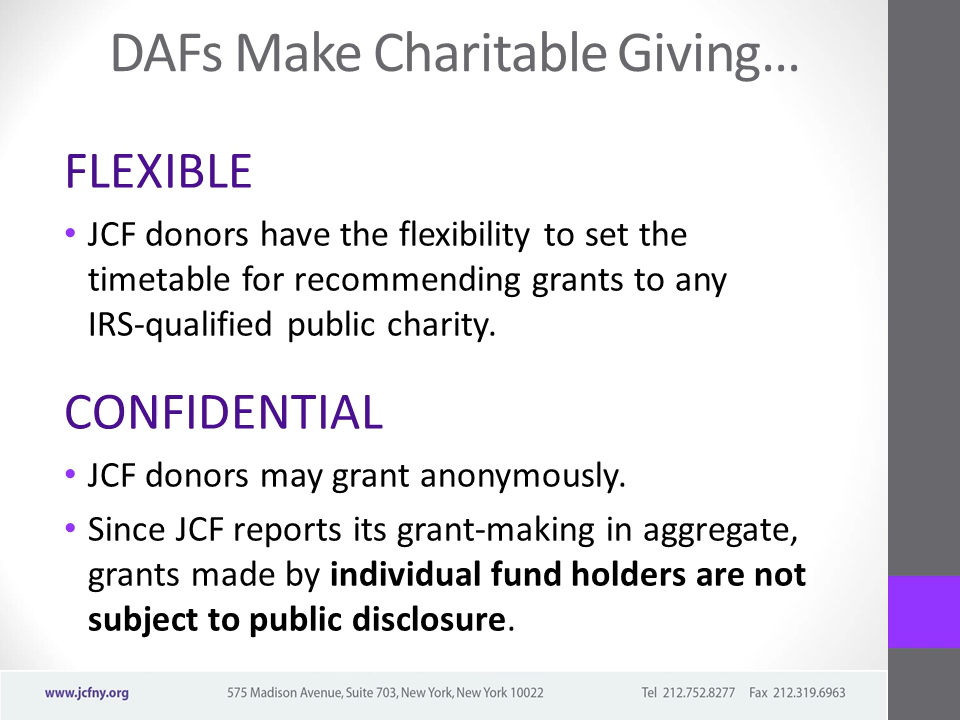 DAFs Make Charitable Giving...
FLEXIBLE
• JCF donors have the flexibility to set the
timetable for recommending grants to any
IRS-qualified public charity.
CONFIDENTIAL
• JCF donors may grant anonymously.
• Since JCF reports its grant-making in aggregate,
grants made by individual fund holders are not
subject to public disclosure.
www.jcfny.org 575 Madison Avenue, Suite 703, New York, New York 10022 Tel 212.752.8277 Fax 212.319.6963